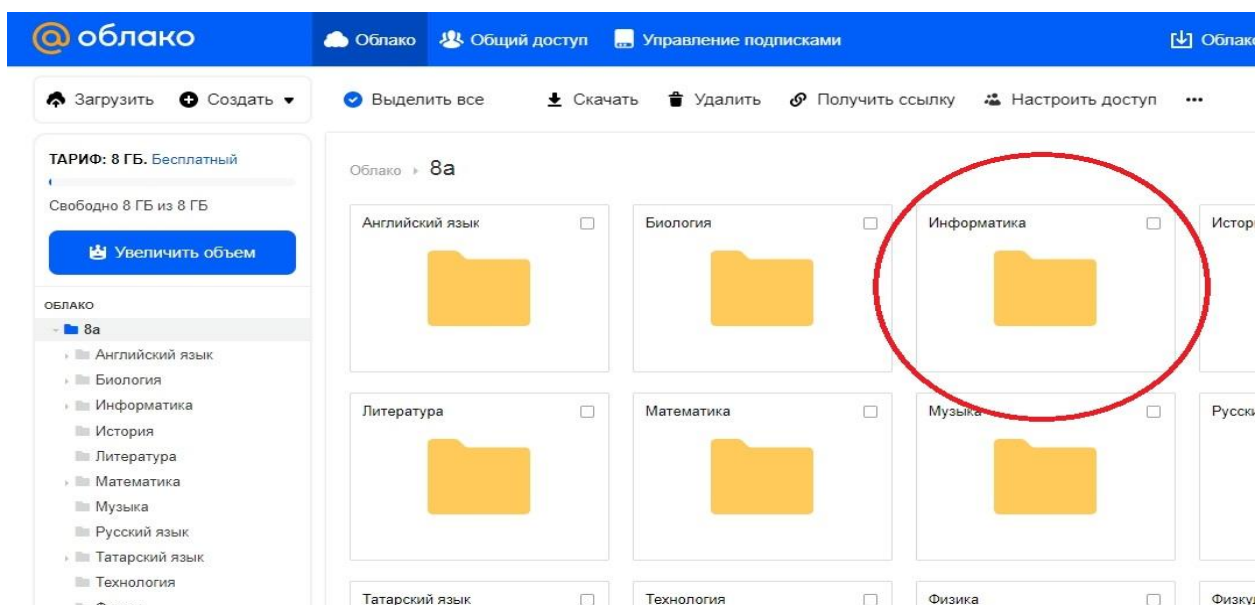 облако
Облако Общий доступ Управление подписками Облако
Загрузить Создать Выделить все Скачать Удалить Получить ссылку Настроить доступ •••
ТАРИФ: 8 ГБ. Бесплатный
Свободно 8 ГБ из 8 ГБ
Увеличить объем
ОБЛАКО
8а
Английский язык
Биология
Информатика
История
Литература
Математика
Музыка
Русский язык
Татарский язык
Технология
Облако 8а
Английский язык Биология Информатика
Литература Математика Музыка
Татарский язык Технология Физика